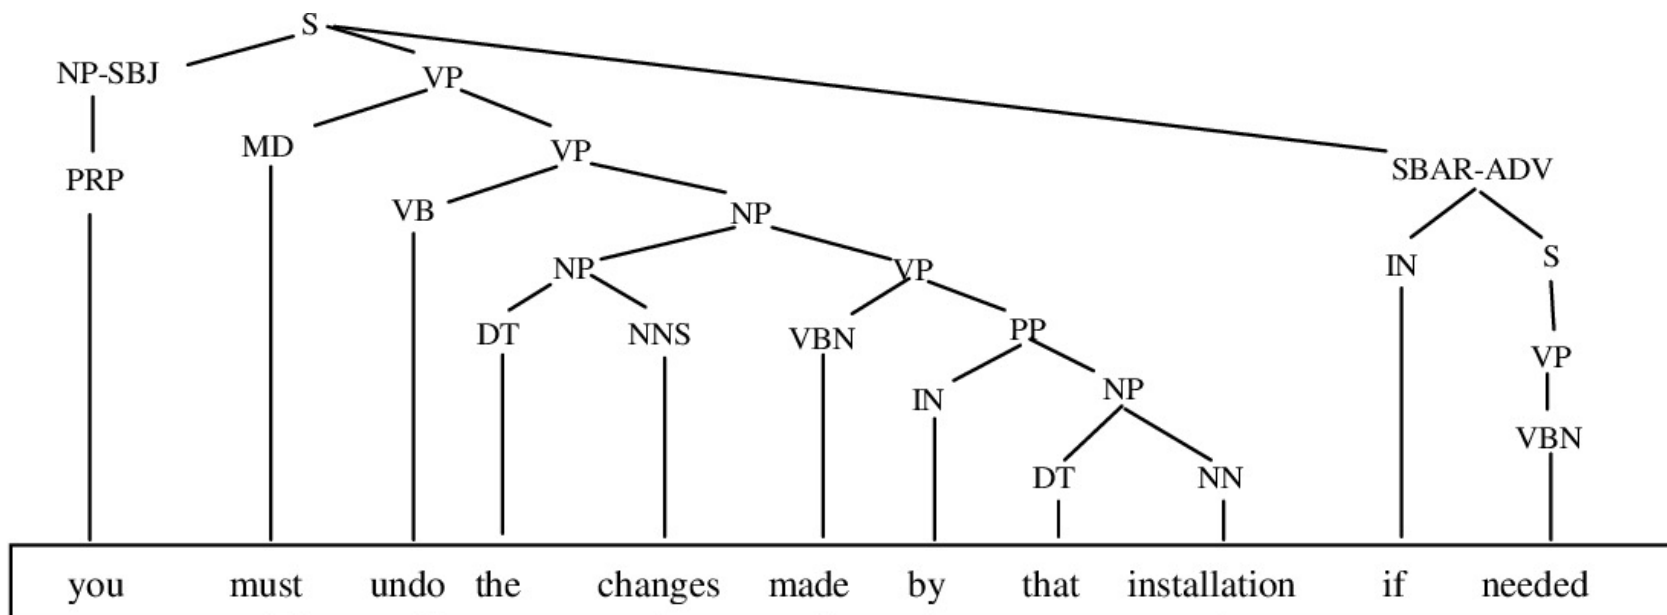 S
NP-SBJ VP
MD VP SBAR-ADV
PRP
VB NP
NP VP IN S
DT NNS VBN PP
VP
IN NP
VBN
DT NN
you must undo the changes made by that installation if needed